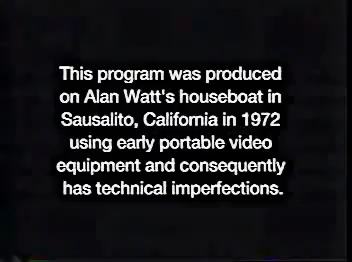 This program was produced
on Alan Watt's houseboat in
Sausalito, California in 1972
using early portable video
equipment and consequently
has technical imperfections.